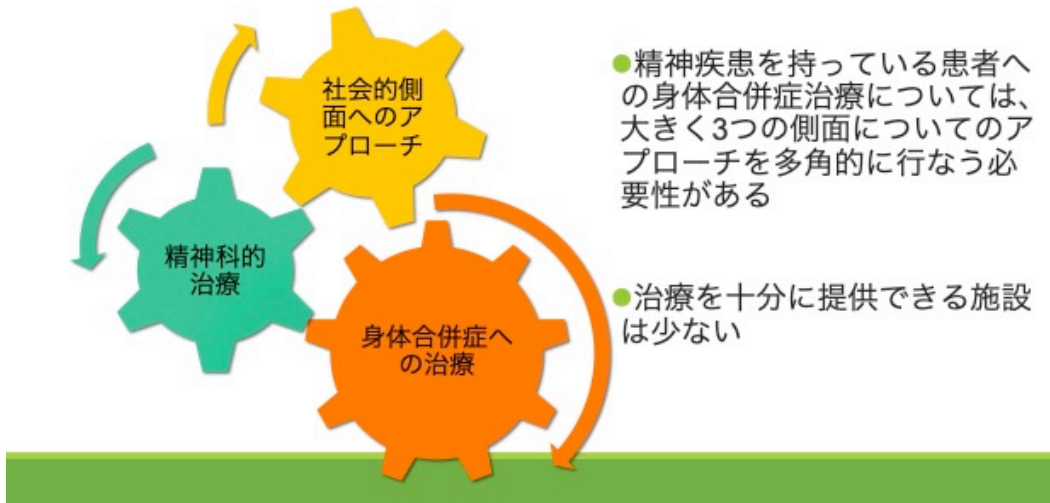 社会的側
面へのア
プローチ
精神科的
治療
身体合併症へ
の治療
●精神疾患を持っている患者へ
の身体合併症治療については、
大きく3つの側面についてのア
プローチを多角的に行なう必
要性がある
●治療を十分に提供できる施設
は少ない